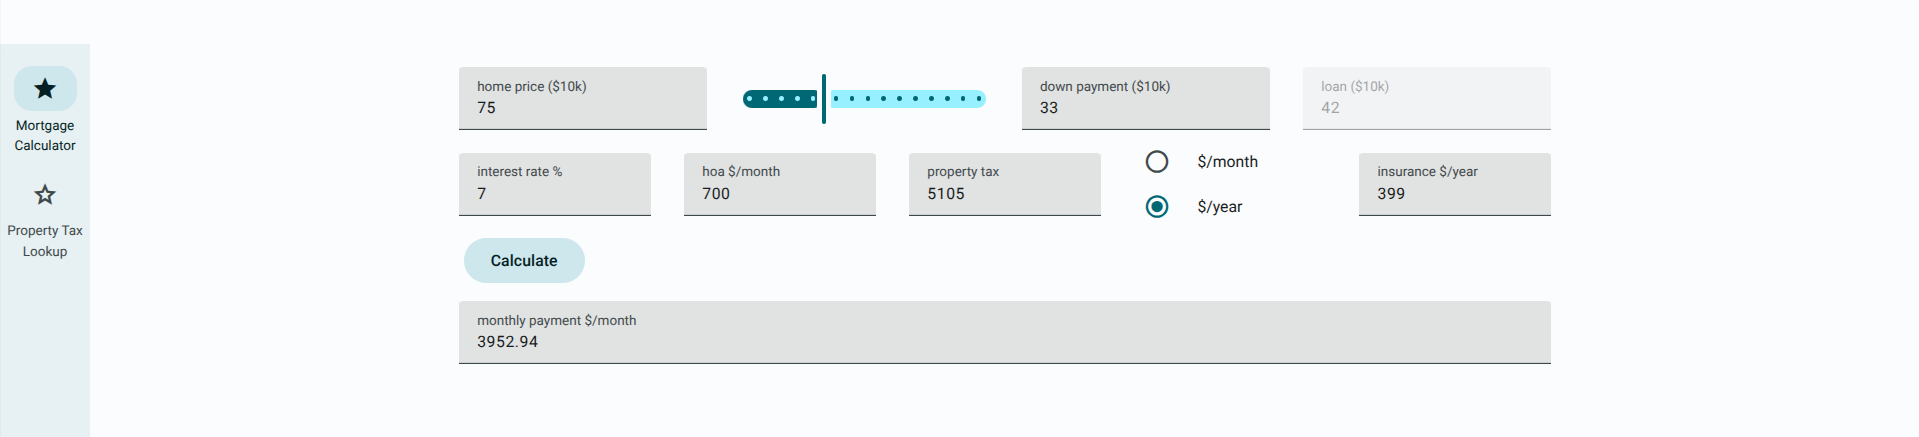 Mortgage
Calculator
Property Tax
Lookup
home price ($10k)
75
down payment ($10k)
33
loan ($10k)
42
interest rate %
7
hoa $/month
700
property tax
5105
$/month
$/year
insurance $/year
399
Calculate
monthly payment $/month
3952.94